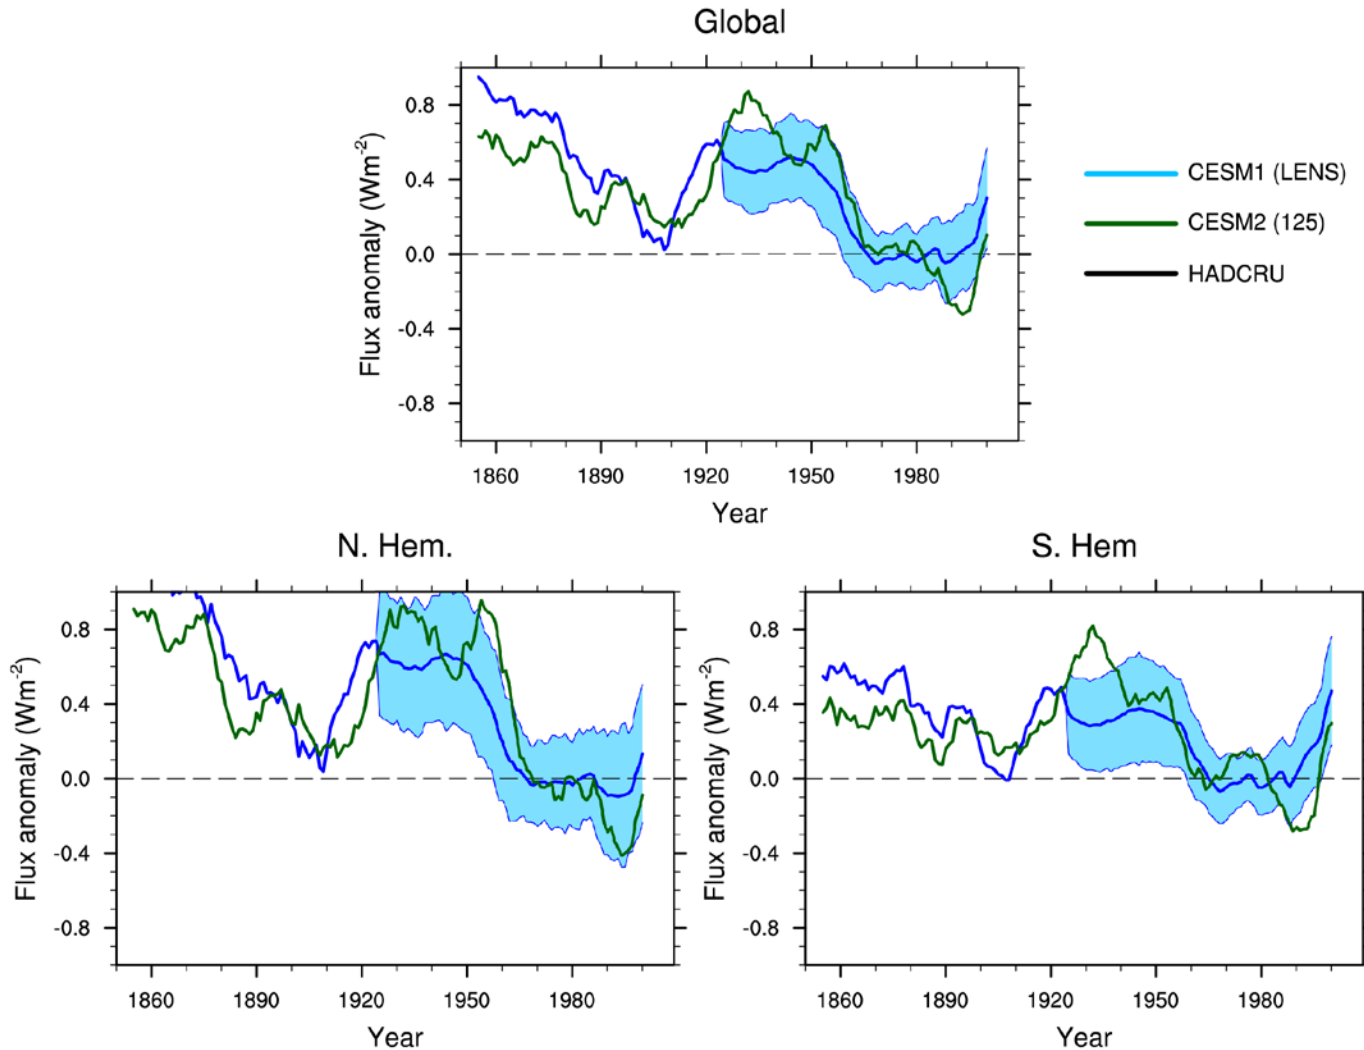 Global
Flux anomaly (Wm-2)
0.8
0.4
0.0
-0.4
-0.8
1860 1890 1920 1950 1980
Year
CESM1 (LENS)
CESM2 (125)
HADCRU
N. Hem.
Flux anomaly (Wm-2)
0.8
0.4
0.0
-0.4
-0.8
1860 1890 1920 1950 1980
Year
S. Hem
Flux anomaly (Wm-2)
0.8
0.4
0.0
-0.4
-0.8
1860 1890 1920 1950 1980
Year